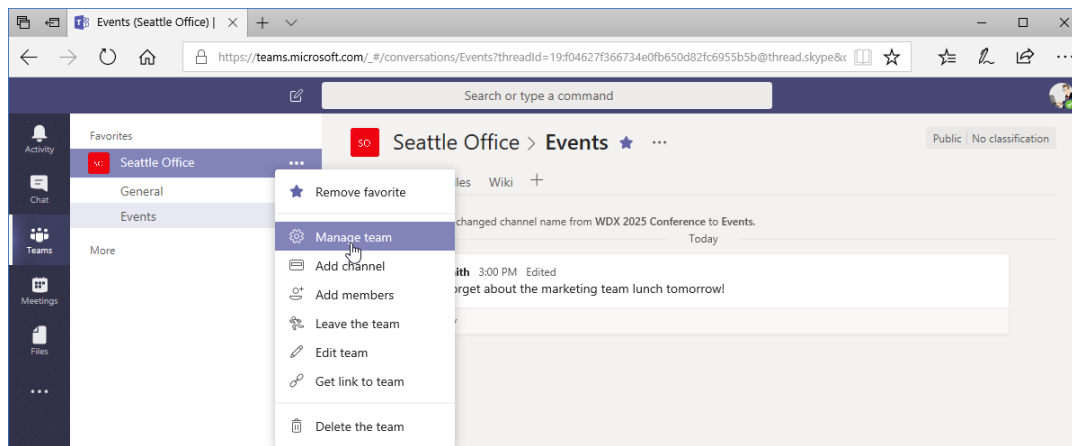 Events (Seattle Office) |
https://teams.microsoft.com/_#/conversations/Events?threadId=19:f04627f366734e0fb650d82fc6955b5b@thread.skype&c
Search or type a command
Activity
Chat
Teams
Meetings
Files
Favorites
SO Seattle Office
General
Events
More
Remove favorite
Manage team
Add channel
Add members
Leave the team
Edit team
Get link to team
Delete the team
SO Seattle Office > Events
Public | No classification
les Wiki
changed channel name from WDX 2025 Conference to Events.
Today
ith 3:00 PM Edited
orget about the marketing team lunch tomorrow!